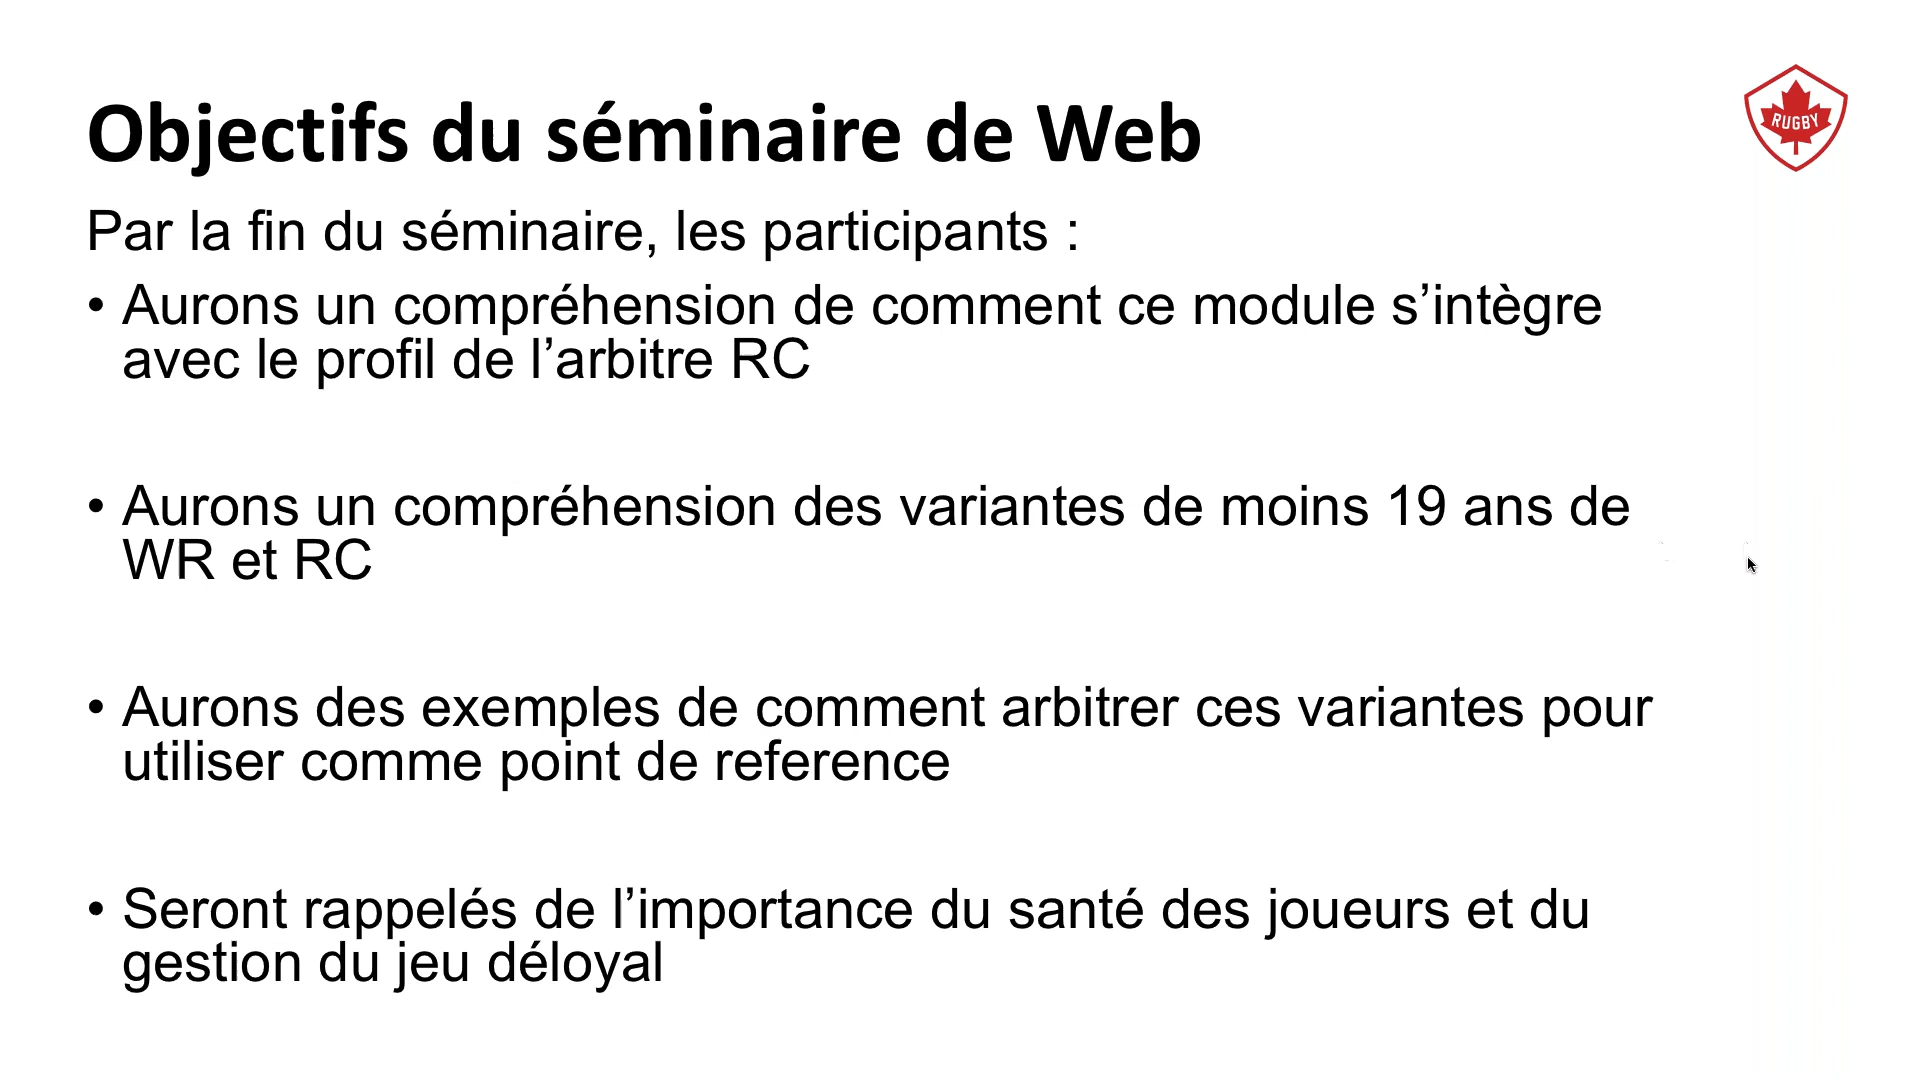 Objectifs du séminaire de Web
RUGBY
Par la fin du séminaire, les participants :
• Aurons un compréhension de comment ce module s’intègre
avec le profil de l’arbitre RC
• Aurons un compréhension des variantes de moins 19 ans de
WR et RC
• Aurons des exemples de comment arbitrer ces variantes pour
utiliser comme point de reference
• Seront rappelés de l’importance du santé des joueurs et du
gestion du jeu déloyal